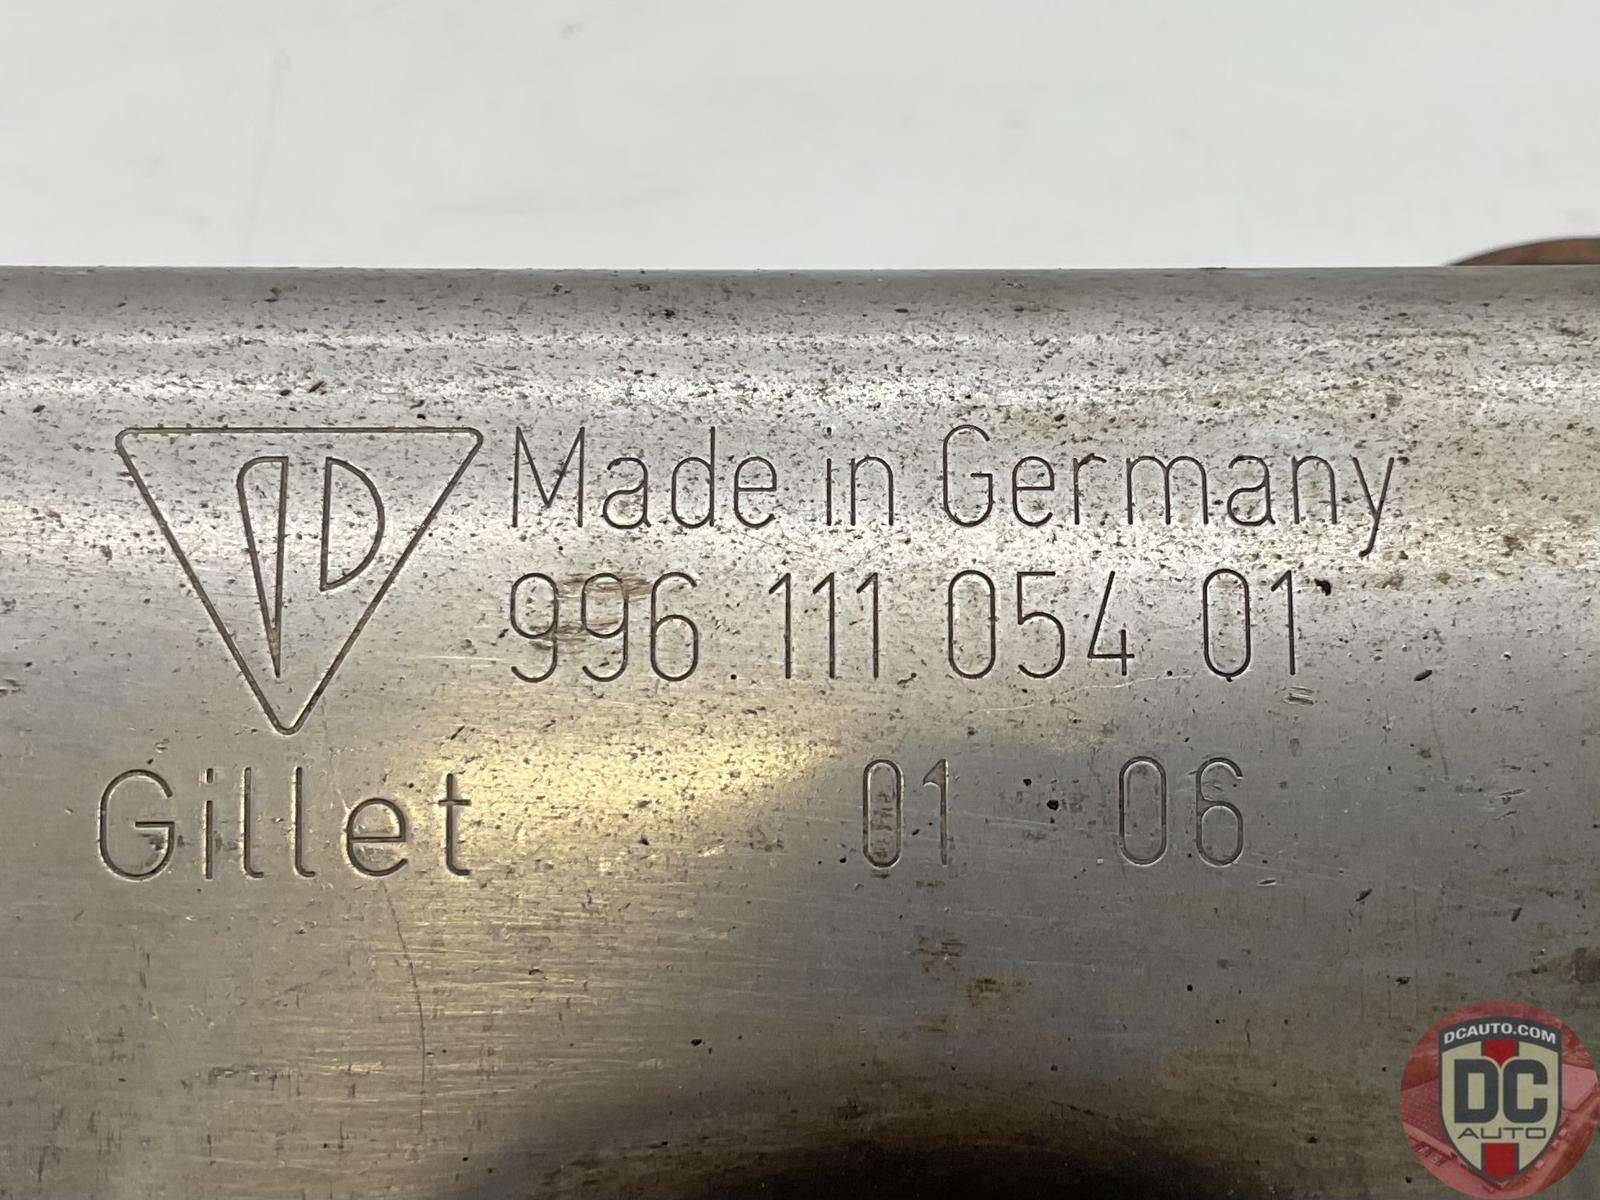 Made in Germany
996 111 054 01
Gillet 01 06
DCAUTO.COM
DC
AUTO